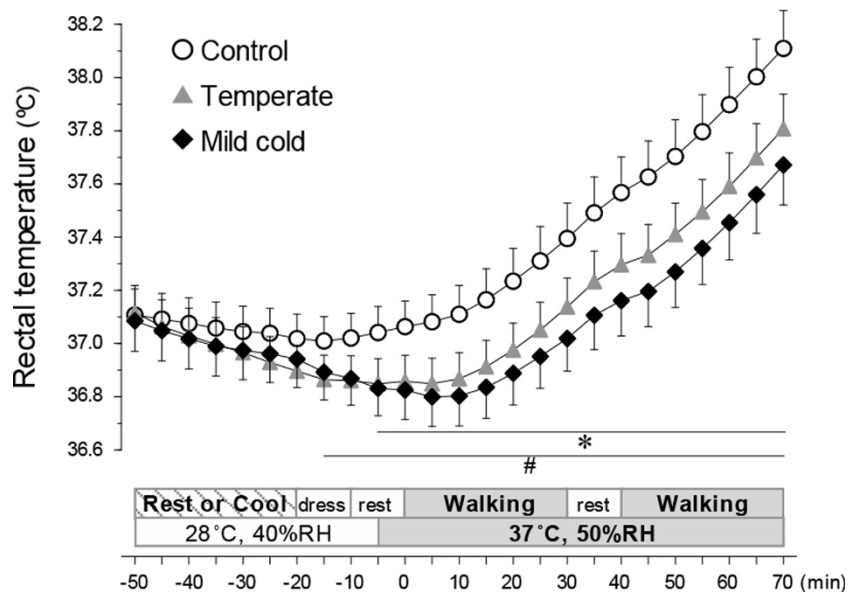 38.2
38.0
37.8
37.6
37.4
37.2
37.0
36.8
36.6
Rectal temperature (ºC)
Control
Temperate
Mild cold
*
#
Rest or Cool dress rest Walking rest Walking
28°C, 40%RH 37°C, 50%RH
-50 -40 -30 -20 -10 0 10 20 30 40 50 60 70 (min)